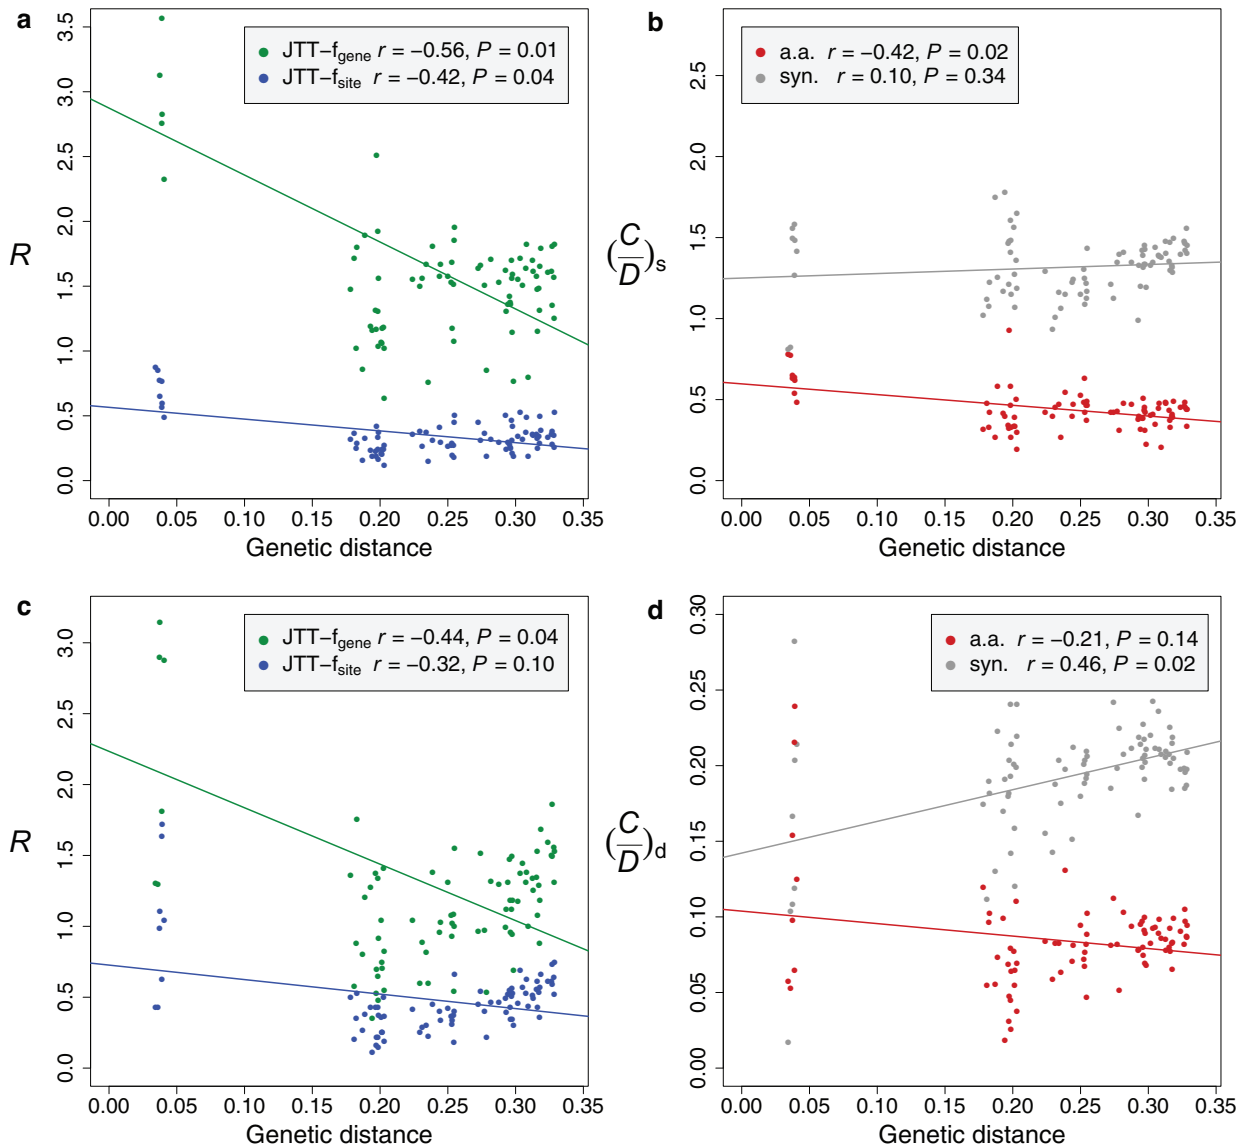 a
JTT−fgene r = −0.56, P = 0.01
JTT−fsite r = −0.42, P = 0.04
R
0.0 0.5 1.0 1.5 2.0 2.5 3.0 3.5
0.00 0.05 0.10 0.15 0.20 0.25 0.30 0.35
Genetic distance
b
a.a. r = −0.42, P = 0.02
syn. r = 0.10, P = 0.34
(C/D)s
0.0 0.5 1.0 1.5 2.0 2.5
0.00 0.05 0.10 0.15 0.20 0.25 0.30 0.35
Genetic distance
c
JTT−fgene r = −0.44, P = 0.04
JTT−fsite r = −0.32, P = 0.10
R
0.0 0.5 1.0 1.5 2.0 2.5 3.0
0.00 0.05 0.10 0.15 0.20 0.25 0.30 0.35
Genetic distance
d
a.a. r = −0.21, P = 0.14
syn. r = 0.46, P = 0.02
(C/D)d
0.00 0.05 0.10 0.15 0.20 0.25 0.30
0.00 0.05 0.10 0.15 0.20 0.25 0.30 0.35
Genetic distance